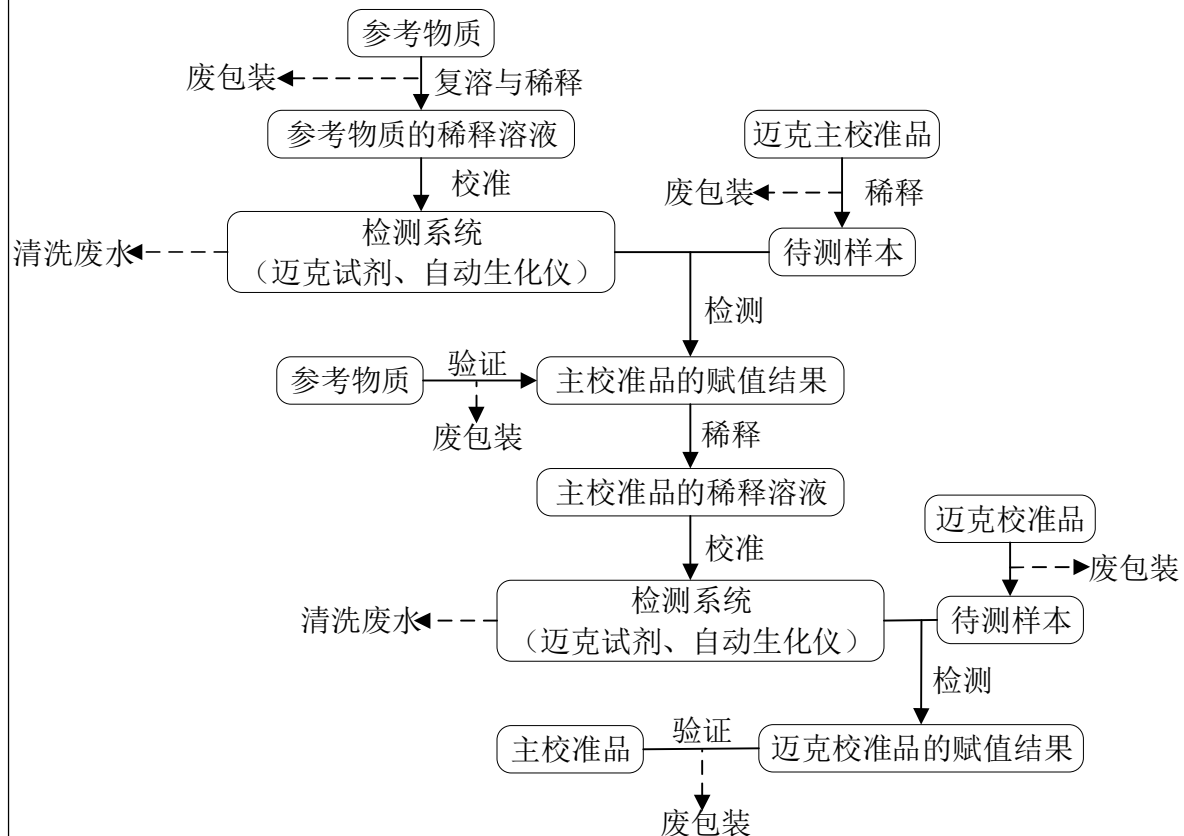 参考物质
废包装
复溶与稀释
参考物质的稀释溶液
迈克主校准品
校准
废包装
稀释
清洗废水
检测系统
（迈克试剂、自动生化仪）
待测样本
检测
参考物质
验证
主校准品的赋值结果
废包装
稀释
主校准品的稀释溶液
迈克校准品
校准
废包装
清洗废水
检测系统
（迈克试剂、自动生化仪）
待测样本
检测
主校准品
验证
迈克校准品的赋值结果
废包装